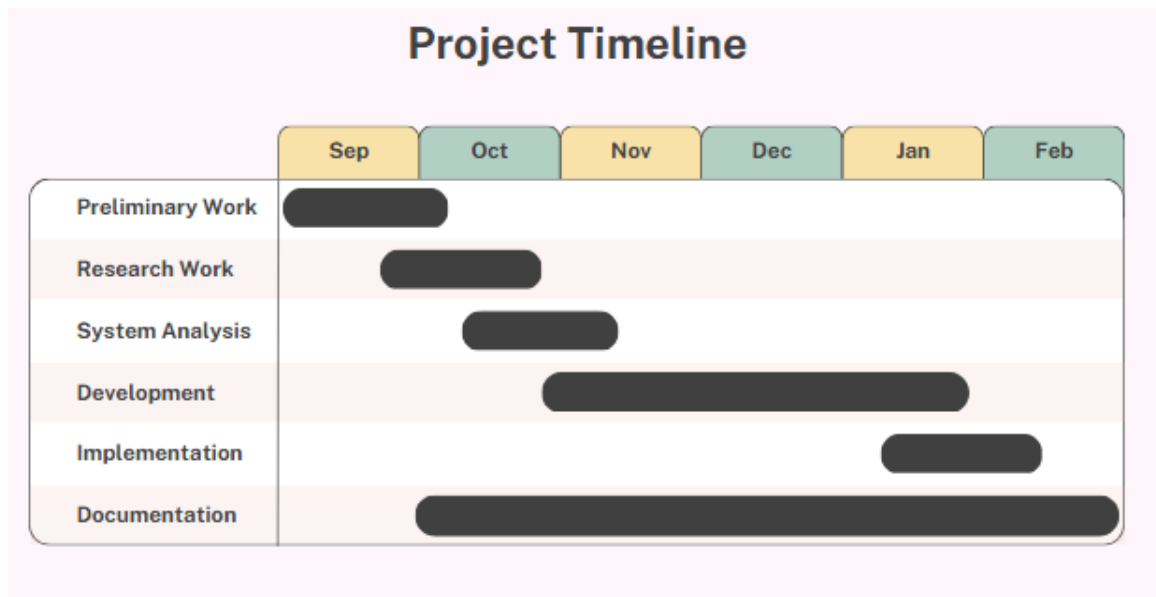 Project Timeline
Sep Oct Nov Dec Jan Feb
Preliminary Work
Research Work
System Analysis
Development
Implementation
Documentation